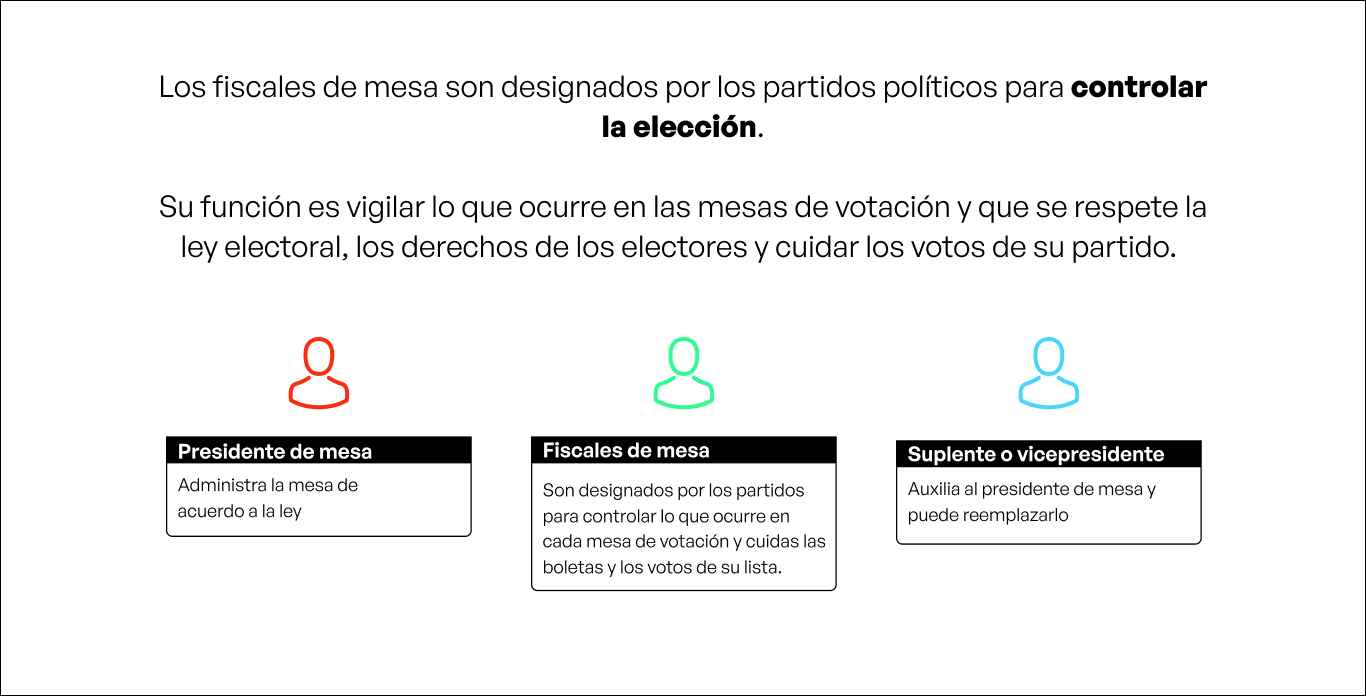 Los fiscales de mesa son designados por los partidos políticos para controlar
la elección.
Su función es vigilar lo que ocurre en las mesas de votación y que se respete la
ley electoral, los derechos de los electores y cuidar los votos de su partido.
Presidente de mesa
Administra la mesa de
acuerdo a la ley
Fiscales de mesa
Son designados por los partidos
para controlar lo que ocurre en
cada mesa de votación y cuidas las
boletas y los votos de su lista.
Suplente o vicepresidente
Auxilia al presidente de mesa y
puede reemplazarlo